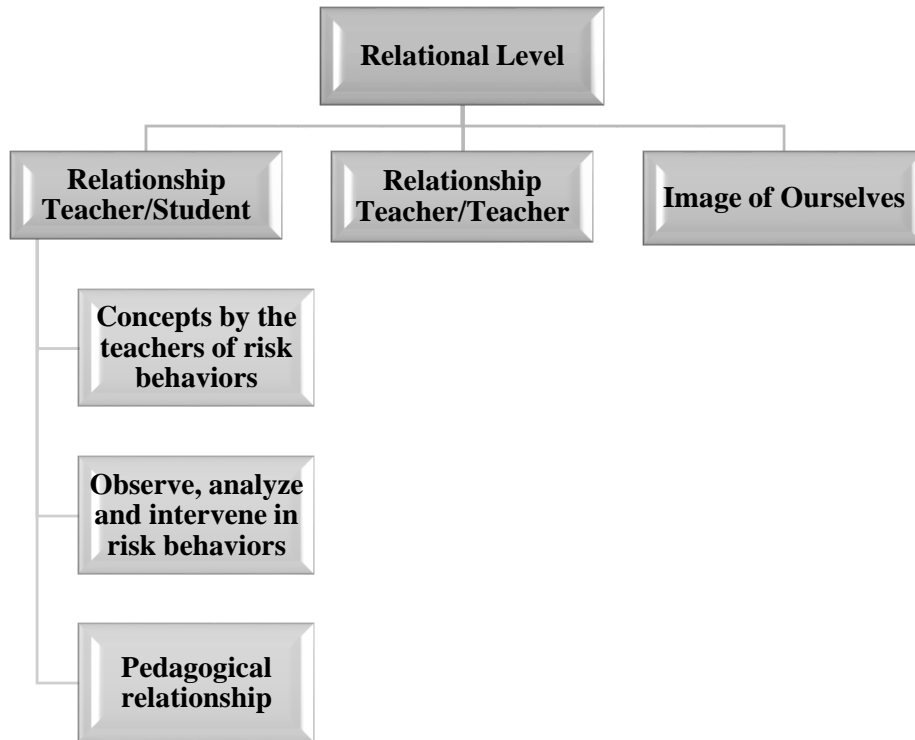 Relational Level
Relationship
Teacher/Student
Relationship
Teacher/Teacher
Image of Ourselves
Concepts by the
teachers of risk
behaviors
Observe, analyze
and intervene in
risk behaviors
Pedagogical
relationship